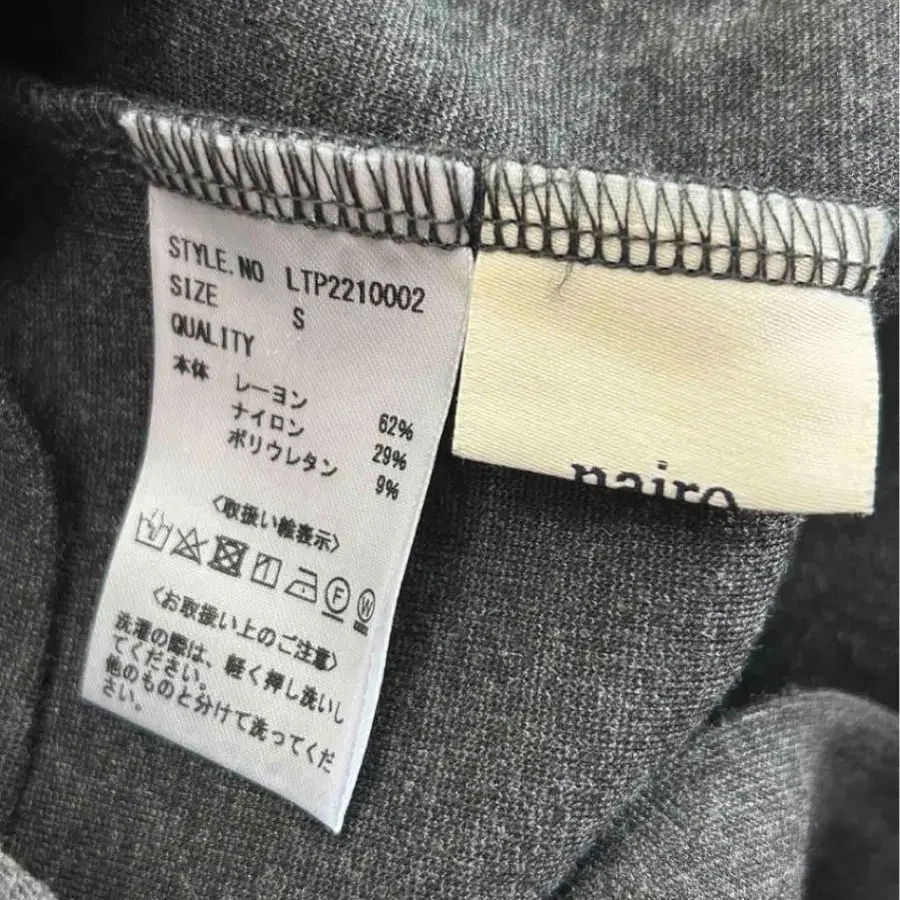 STYLE.NO LTP2210002
SIZE S
QUALITY
本体 レーヨン 62%
ナイロン 29%
ポリウレタン 9%
〈取扱い絵表示〉
F W
〈お取扱い上のご注意〉
洗濯の際は、軽く押し洗いし
てください。
他のものと分けて洗ってくだ
さい。
nairo